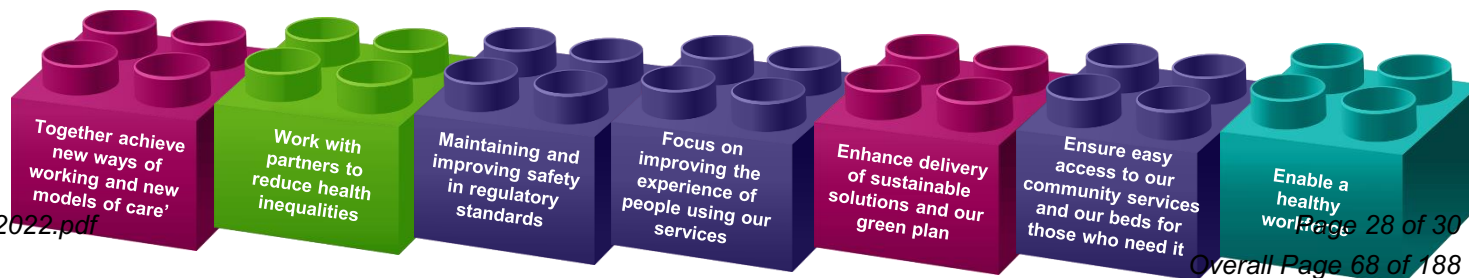 Together achieve
new ways of
working and new
models of care’
Work with
partners to
reduce health
inequalities
Maintaining and
improving safety
in regulatory
standards
Focus on
improving the
experience of
people using our
services
Enhance delivery
of sustainable
solutions and our
green plan
Ensure easy
access to our
community services
and our beds for
those who need it
Enable a
healthy
workforce
2022.pdf
Page 28 of 30
Overall Page 68 of 188